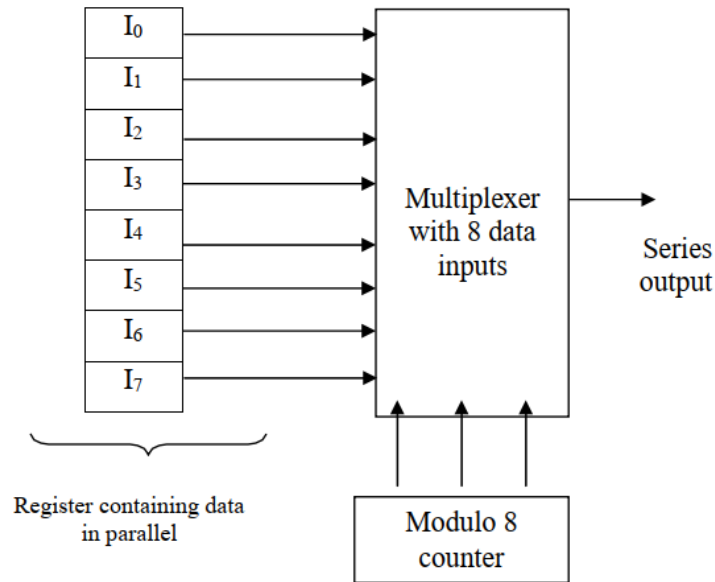 I₀
I₁
I₂
I₃
I₄
I₅
I₆
I₇
Multiplexer
with 8 data
inputs
Series
output
Register containing data
in parallel
Modulo 8
counter